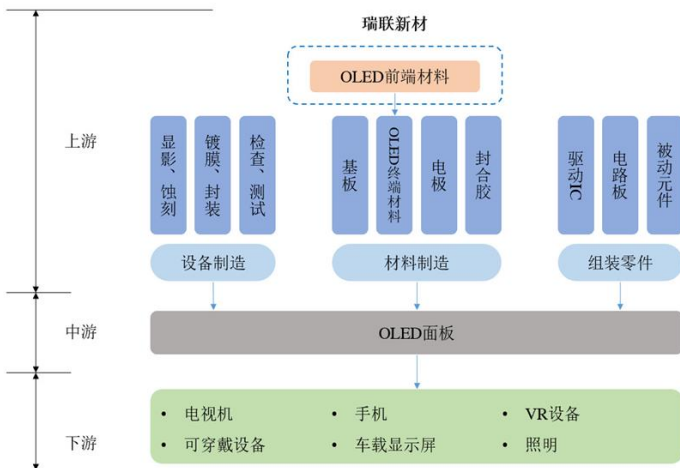 瑞联新材
OLED前端材料
上游
显影、蚀刻
镀膜、封装
检查、测试
基板
OLED终端材料
电极
封合胶
驱动IC
电路板
被动元件
设备制造
材料制造
组装零件
中游
OLED面板
下游
• 电视机
• 手机
• VR设备
• 可穿戴设备
• 车载显示屏
• 照明